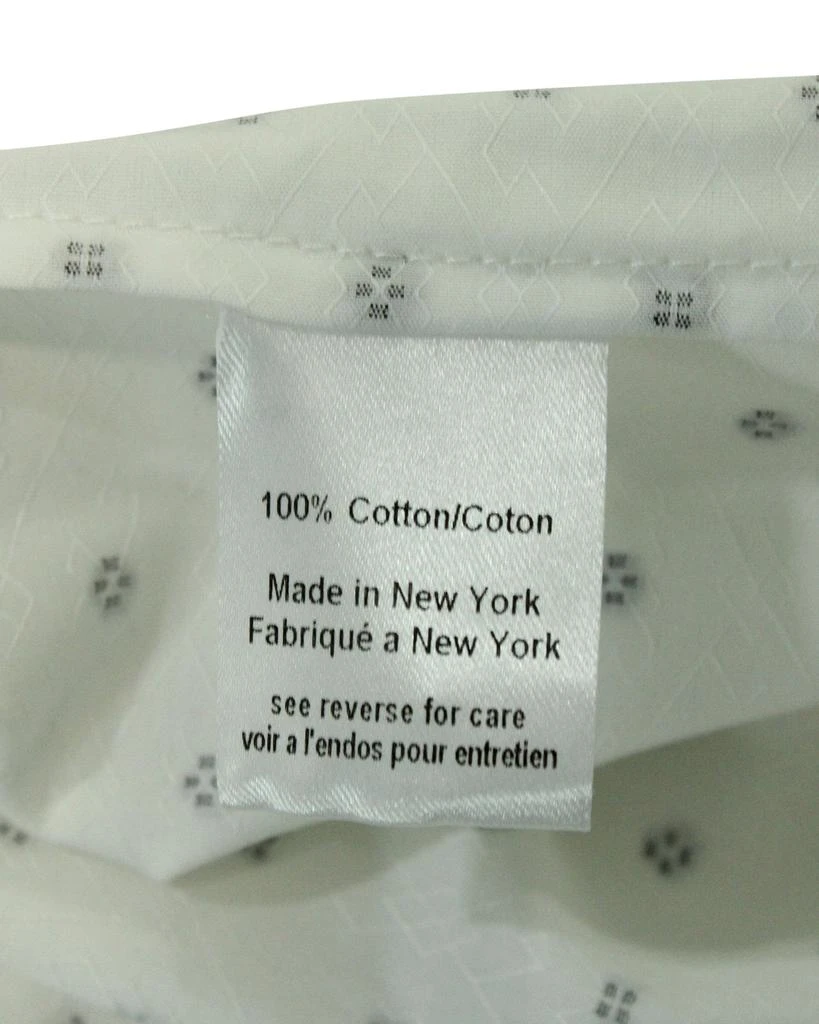 100% Cotton/Coton
Made in New York
Fabriqué a New York
see reverse for care
voir a l'endos pour entretien